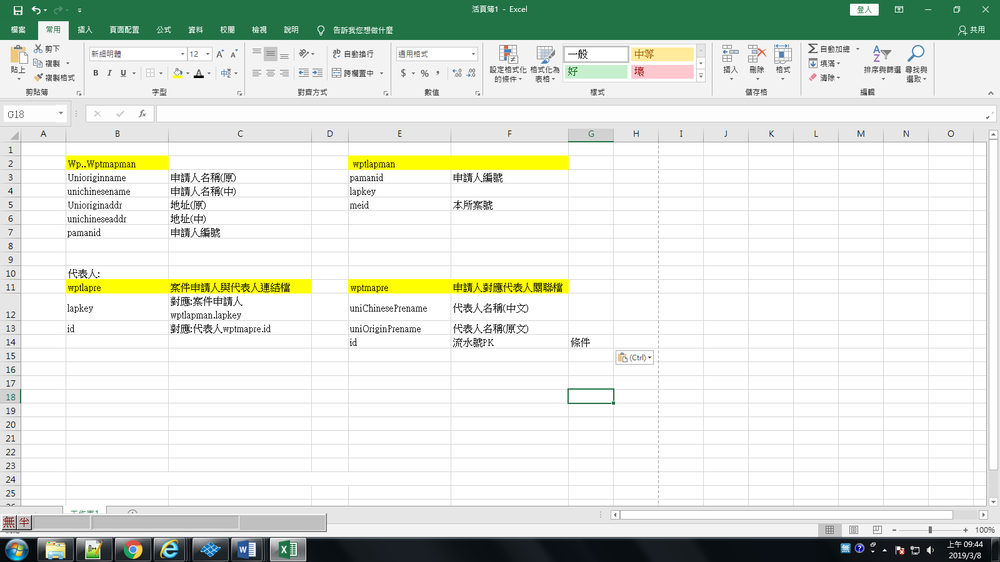 活頁簿1 - Excel
登入
檔案 常用 插入 頁面配置 公式 資料 校閱 檢視 說明 告訴我您想做什麼 共用
貼上
剪下
複製
複製格式
剪貼簿
新細明體 12
B I U
字型
自動換行
跨欄置中
對齊方式
通用格式
$ % ,
數值
設定格式化的條件
格式化為表格
一般 中等
好 壞
樣式
插入 刪除 格式
儲存格
自動加總
填滿
清除
排序與篩選
尋找與選取
編輯
G18
fx
A B C D E F G H I J K L M N O
1
2 Wp..Wptmapman wptlapman
3 Unioriginname 申請人名稱(原) pamanid 申請人編號
4 unichinesename 申請人名稱(中) lapkey
5 Unioriginaddr 地址(原) meid 本所案號
6 unichineseaddr 地址(中)
7 pamanid 申請人編號
8
9
10 代表人:
11 wptlapre 案件申請人與代表人連結檔 wptmapre 申請人對應代表人關聯檔
12 lapkey 對應:案件申請人wptlapman.lapkey uniChinesePrename 代表人名稱(中文)
13 id 對應:代表人wptmapre.id uniOriginPrename 代表人名稱(原文)
14 id 流水號PK 條件
15
(Ctrl)
16
17
18
19
20
21
22
23
24
25
無 半
100%
上午 09:44
2019/3/8